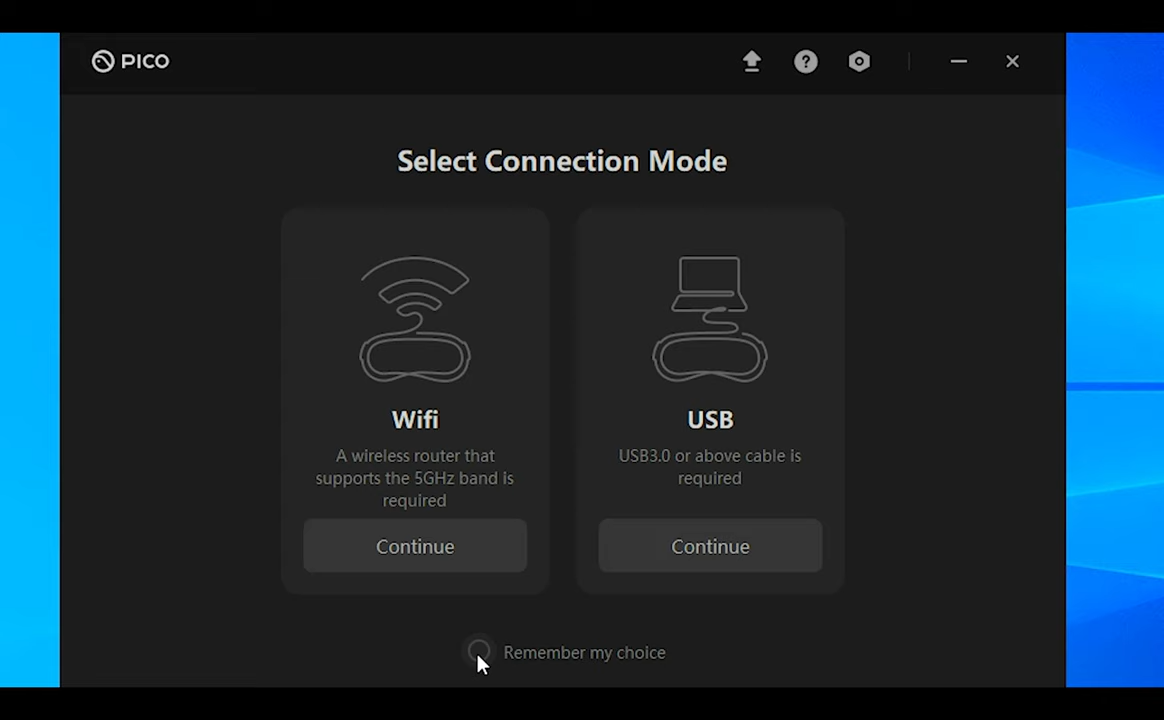 PICO
Select Connection Mode
Wifi
A wireless router that
supports the 5GHz band is
required
Continue
USB
USB3.0 or above cable is
required
Continue
Remember my choice